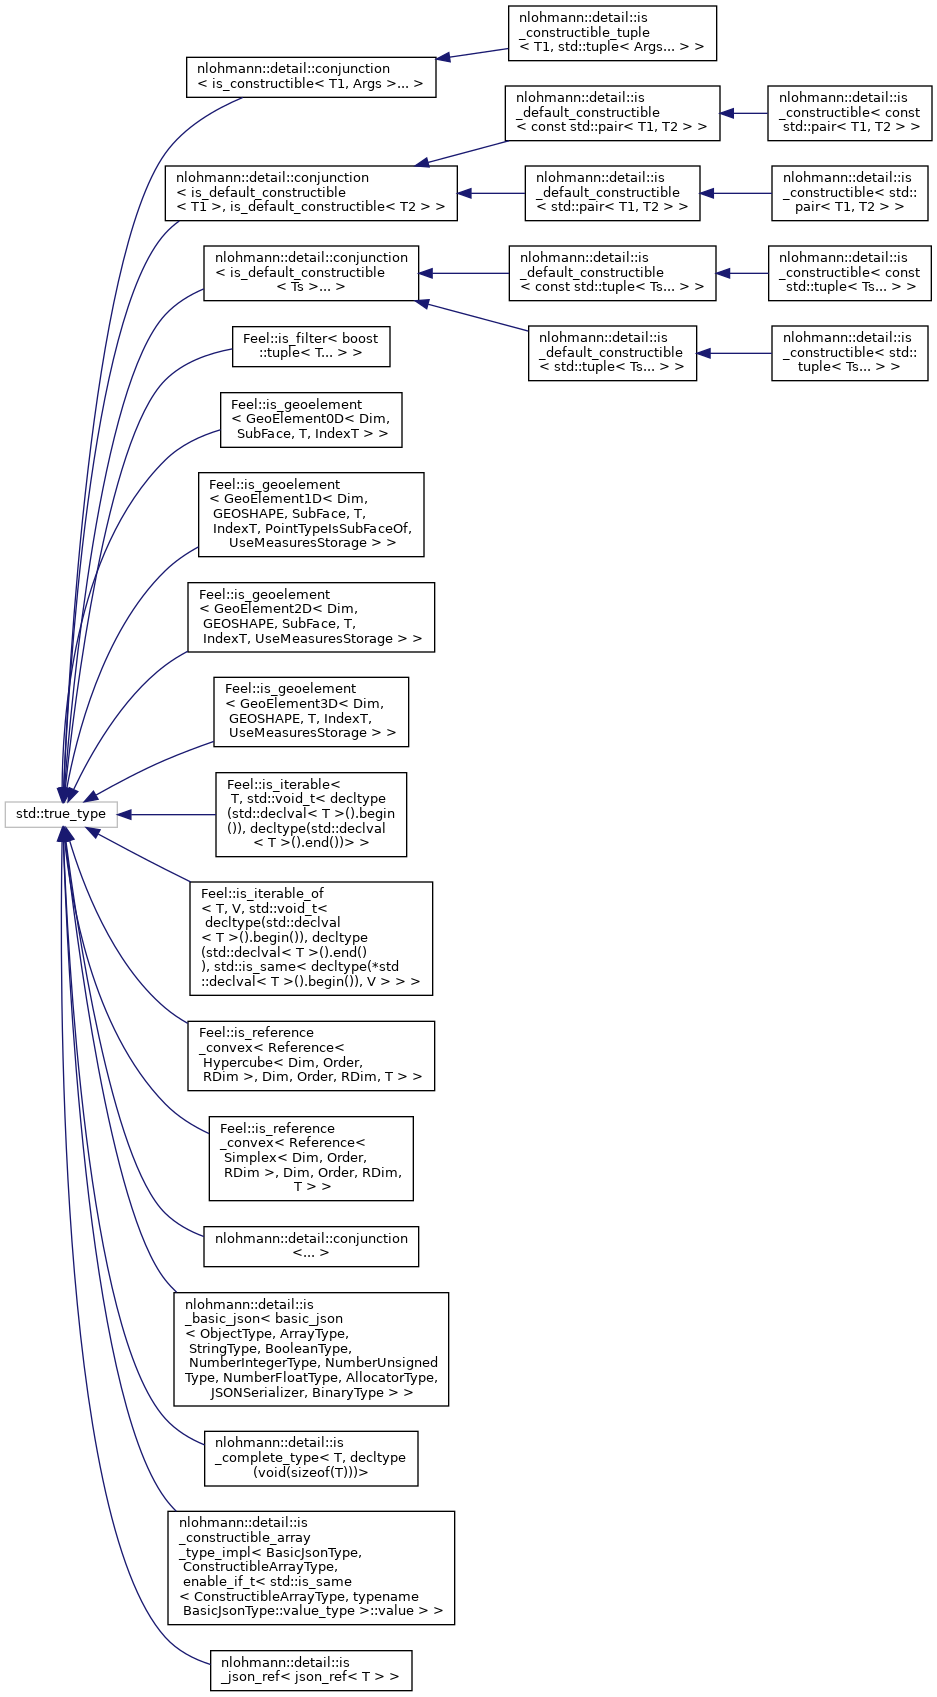 nlohmann::detail::is
_constructible_tuple
< T1, std::tuple< Args... > >
nlohmann::detail::conjunction
< is_constructible< T1, Args >... >
nlohmann::detail::is
_default_constructible
< const std::pair< T1, T2 > >
nlohmann::detail::is
_constructible< const
std::pair< T1, T2 > >
nlohmann::detail::conjunction
< is_default_constructible
< T1 >, is_default_constructible< T2 > >
nlohmann::detail::is
_default_constructible
< std::pair< T1, T2 > >
nlohmann::detail::is
_constructible< std::
pair< T1, T2 > >
nlohmann::detail::conjunction
< is_default_constructible
< Ts >... >
nlohmann::detail::is
_default_constructible
< const std::tuple< Ts... > >
nlohmann::detail::is
_constructible< const
std::tuple< Ts... > >
nlohmann::detail::is
_default_constructible
< std::tuple< Ts... > >
nlohmann::detail::is
_constructible< std::
tuple< Ts... > >
Feel::is_filter< boost
::tuple< T... > >
Feel::is_geoelement
< GeoElement0D< Dim,
SubFace, T, IndexT > >
Feel::is_geoelement
< GeoElement1D< Dim,
GEOSHAPE, SubFace, T,
IndexT, PointTypeIsSubFaceOf,
UseMeasuresStorage > >
Feel::is_geoelement
< GeoElement2D< Dim,
GEOSHAPE, SubFace, T,
IndexT, UseMeasuresStorage > >
Feel::is_geoelement
< GeoElement3D< Dim,
GEOSHAPE, T, IndexT,
UseMeasuresStorage > >
std::true_type
Feel::is_iterable<
T, std::void_t< decltype
(std::declval< T >().begin
()), decltype(std::declval
< T >().end())> >
Feel::is_iterable_of
< T, V, std::void_t<
decltype(std::declval
< T >().begin()), decltype
(std::declval< T >().end()
), std::is_same< decltype(*std
::declval< T >().begin()), V > > >
Feel::is_reference
_convex< Reference<
Hypercube< Dim, Order,
RDim >, Dim, Order, RDim, T > >
Feel::is_reference
_convex< Reference<
Simplex< Dim, Order,
RDim >, Dim, Order, RDim,
T > >
nlohmann::detail::conjunction
<... >
nlohmann::detail::is
_basic_json< basic_json
< ObjectType, ArrayType,
StringType, BooleanType,
NumberIntegerType, NumberUnsigned
Type, NumberFloatType, AllocatorType,
JSONSerializer, BinaryType > >
nlohmann::detail::is
_complete_type< T, decltype
(void(sizeof(T)))>
nlohmann::detail::is
_constructible_array
_type_impl< BasicJsonType,
ConstructibleArrayType,
enable_if_t< std::is_same
< ConstructibleArrayType, typename
BasicJsonType::value_type >::value > >
nlohmann::detail::is
_json_ref< json_ref< T > >